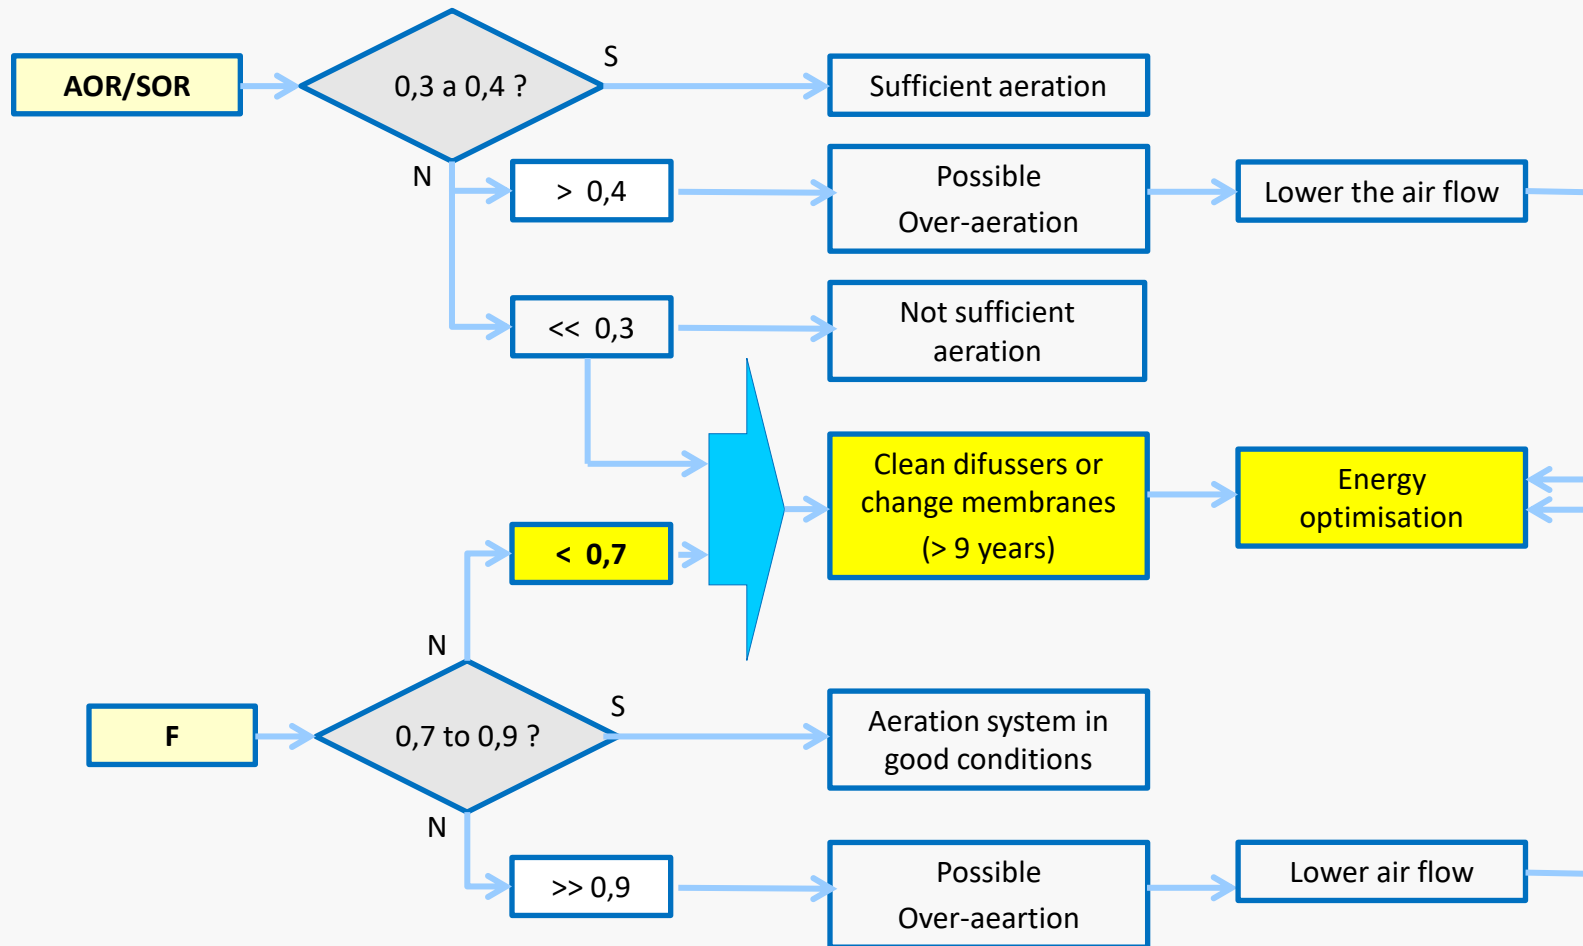 AOR/SOR
0,3 a 0,4 ?
S
Sufficient aeration
N
> 0,4
Possible
Over-aeration
Lower the air flow
<< 0,3
Not sufficient
aeration
Clean difussers or
change membranes
(> 9 years)
Energy
optimisation
< 0,7
N
F
0,7 to 0,9 ?
S
Aeration system in
good conditions
N
>> 0,9
Possible
Over-aeartion
Lower air flow